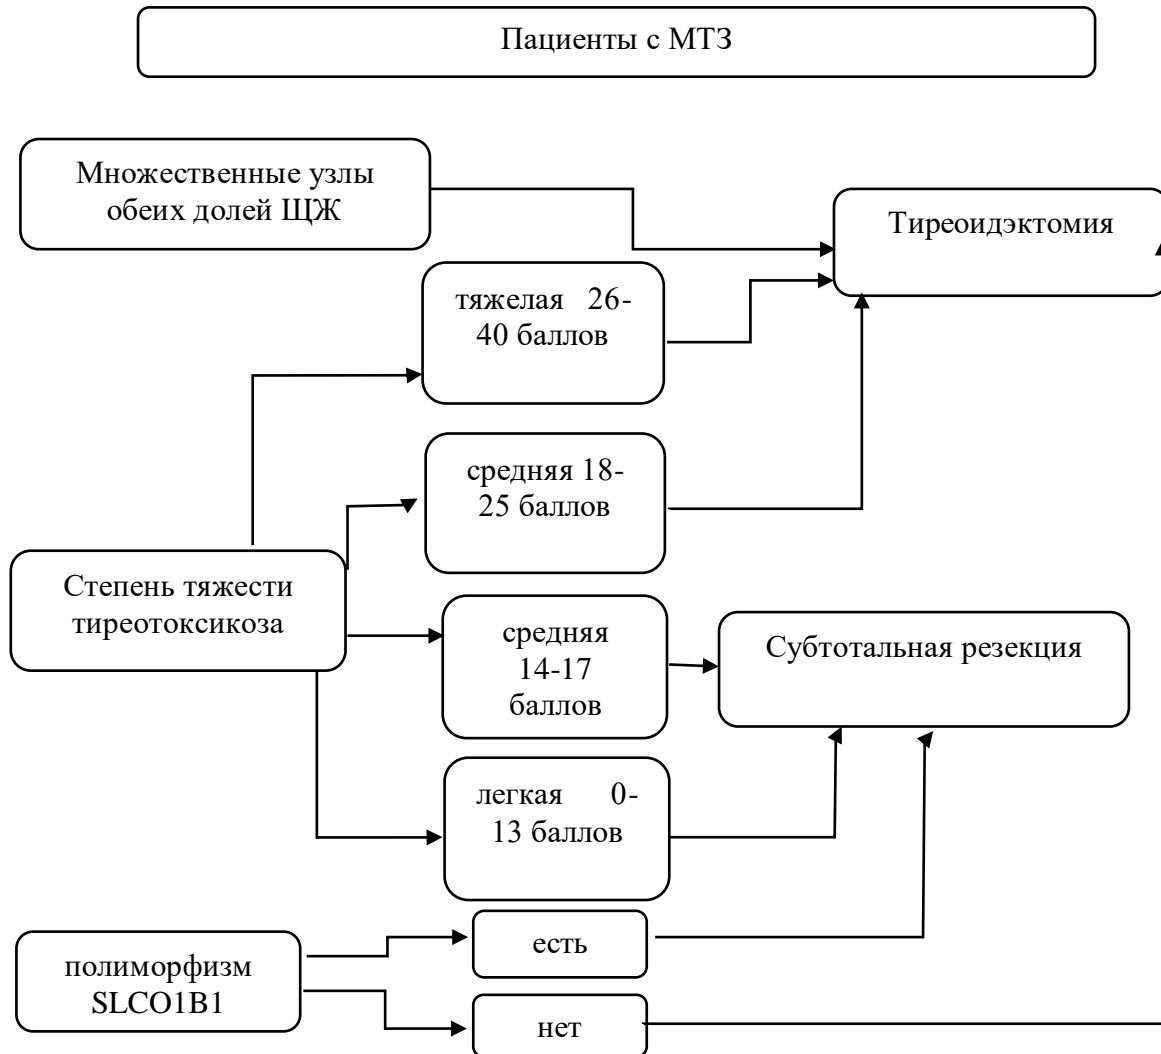 Пациенты с МТЗ
Множественные узлы
обеих долей ЩЖ
Тиреоидэктомия
тяжелая 26-
40 баллов
средняя 18-
25 баллов
Степень тяжести
тиреотоксикоза
средняя
14-17
баллов
Субтотальная резекция
легкая 0-
13 баллов
полиморфизм
SLCO1B1
есть
нет